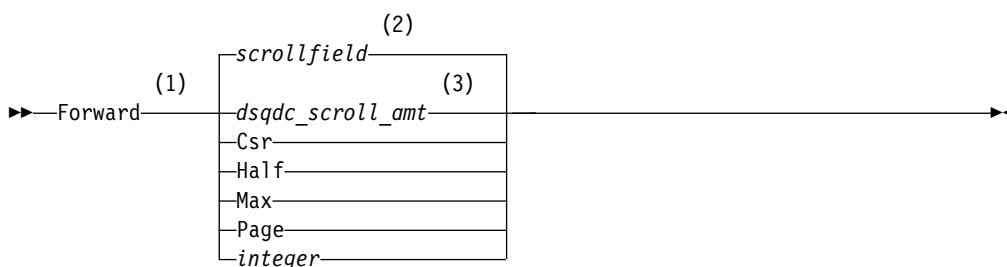 (2)
scrollfield
(1) (3)
►►—Forward dsqdc_scroll_amt
Csr
Half
Max
Page
integer